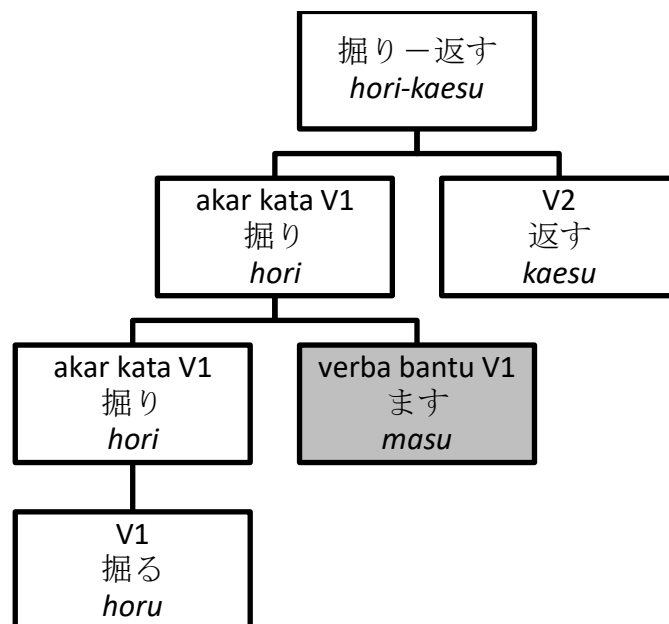 掘り－返す
hori-kaesu
akar kata V1
掘り
hori
V2
返す
kaesu
akar kata V1
掘り
hori
verba bantu V1
ます
masu
V1
掘る
horu